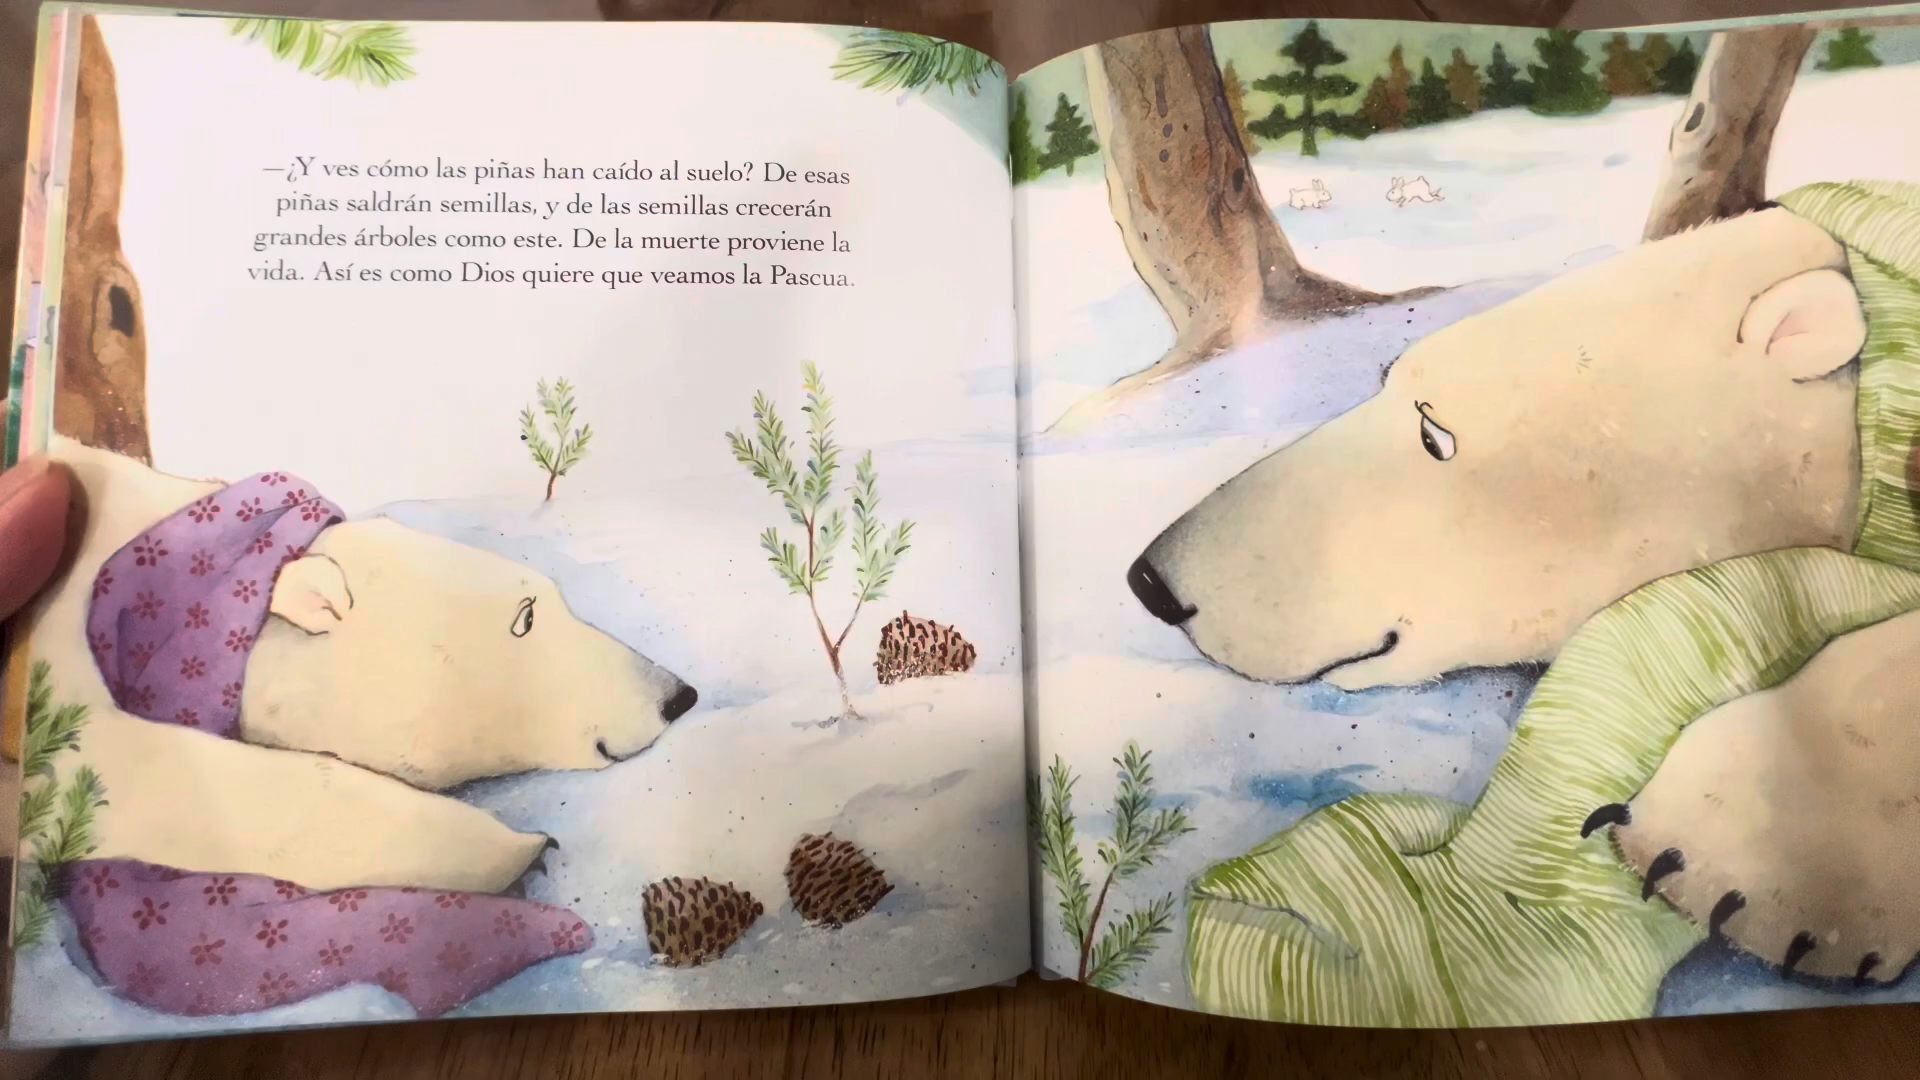 —¿Y ves cómo las piñas han caído al suelo? De esas
piñas saldrán semillas, y de las semillas crecerán
grandes árboles como este. De la muerte proviene la
vida. Así es como Dios quiere que veamos la Pascua.